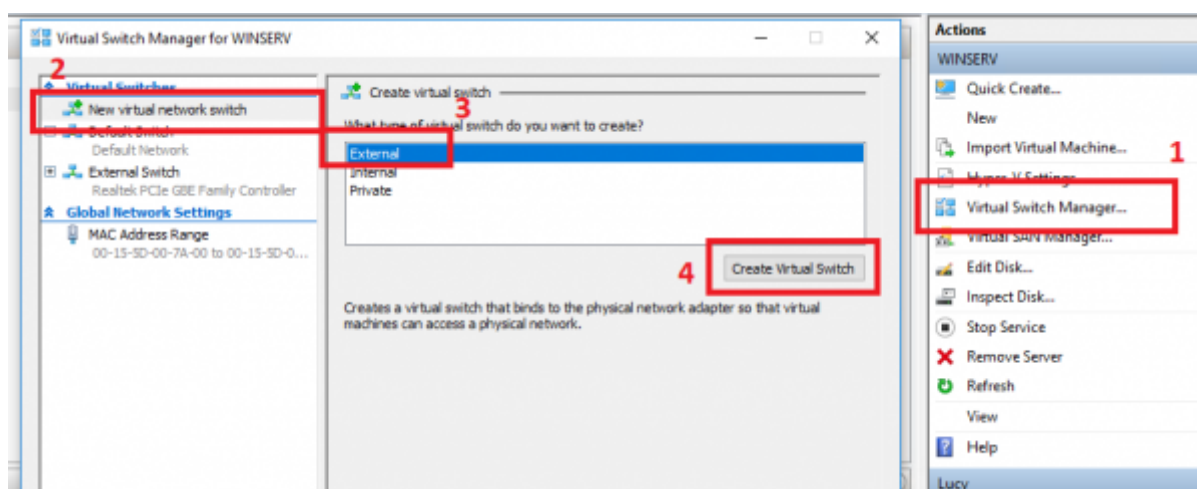 Virtual Switch Manager for WINSERV
2
Virtual Switches
New virtual network switch
Default Switch
Default Network
External Switch
Realtek PCIe GBE Family Controller
Global Network Settings
MAC Address Range
00-15-5D-00-7A-00 to 00-15-5D-0...
Create virtual switch
3
What type of virtual switch do you want to create?
External
Internal
Private
4
Create Virtual Switch
Creates a virtual switch that binds to the physical network adapter so that virtual
machines can access a physical network.
Actions
WINSERV
Quick Create...
New
Import Virtual Machine...
1
Hyper-V Settings...
Virtual Switch Manager...
Virtual SAN Manager...
Edit Disk...
Inspect Disk...
Stop Service
Remove Server
Refresh
View
Help
Lucy